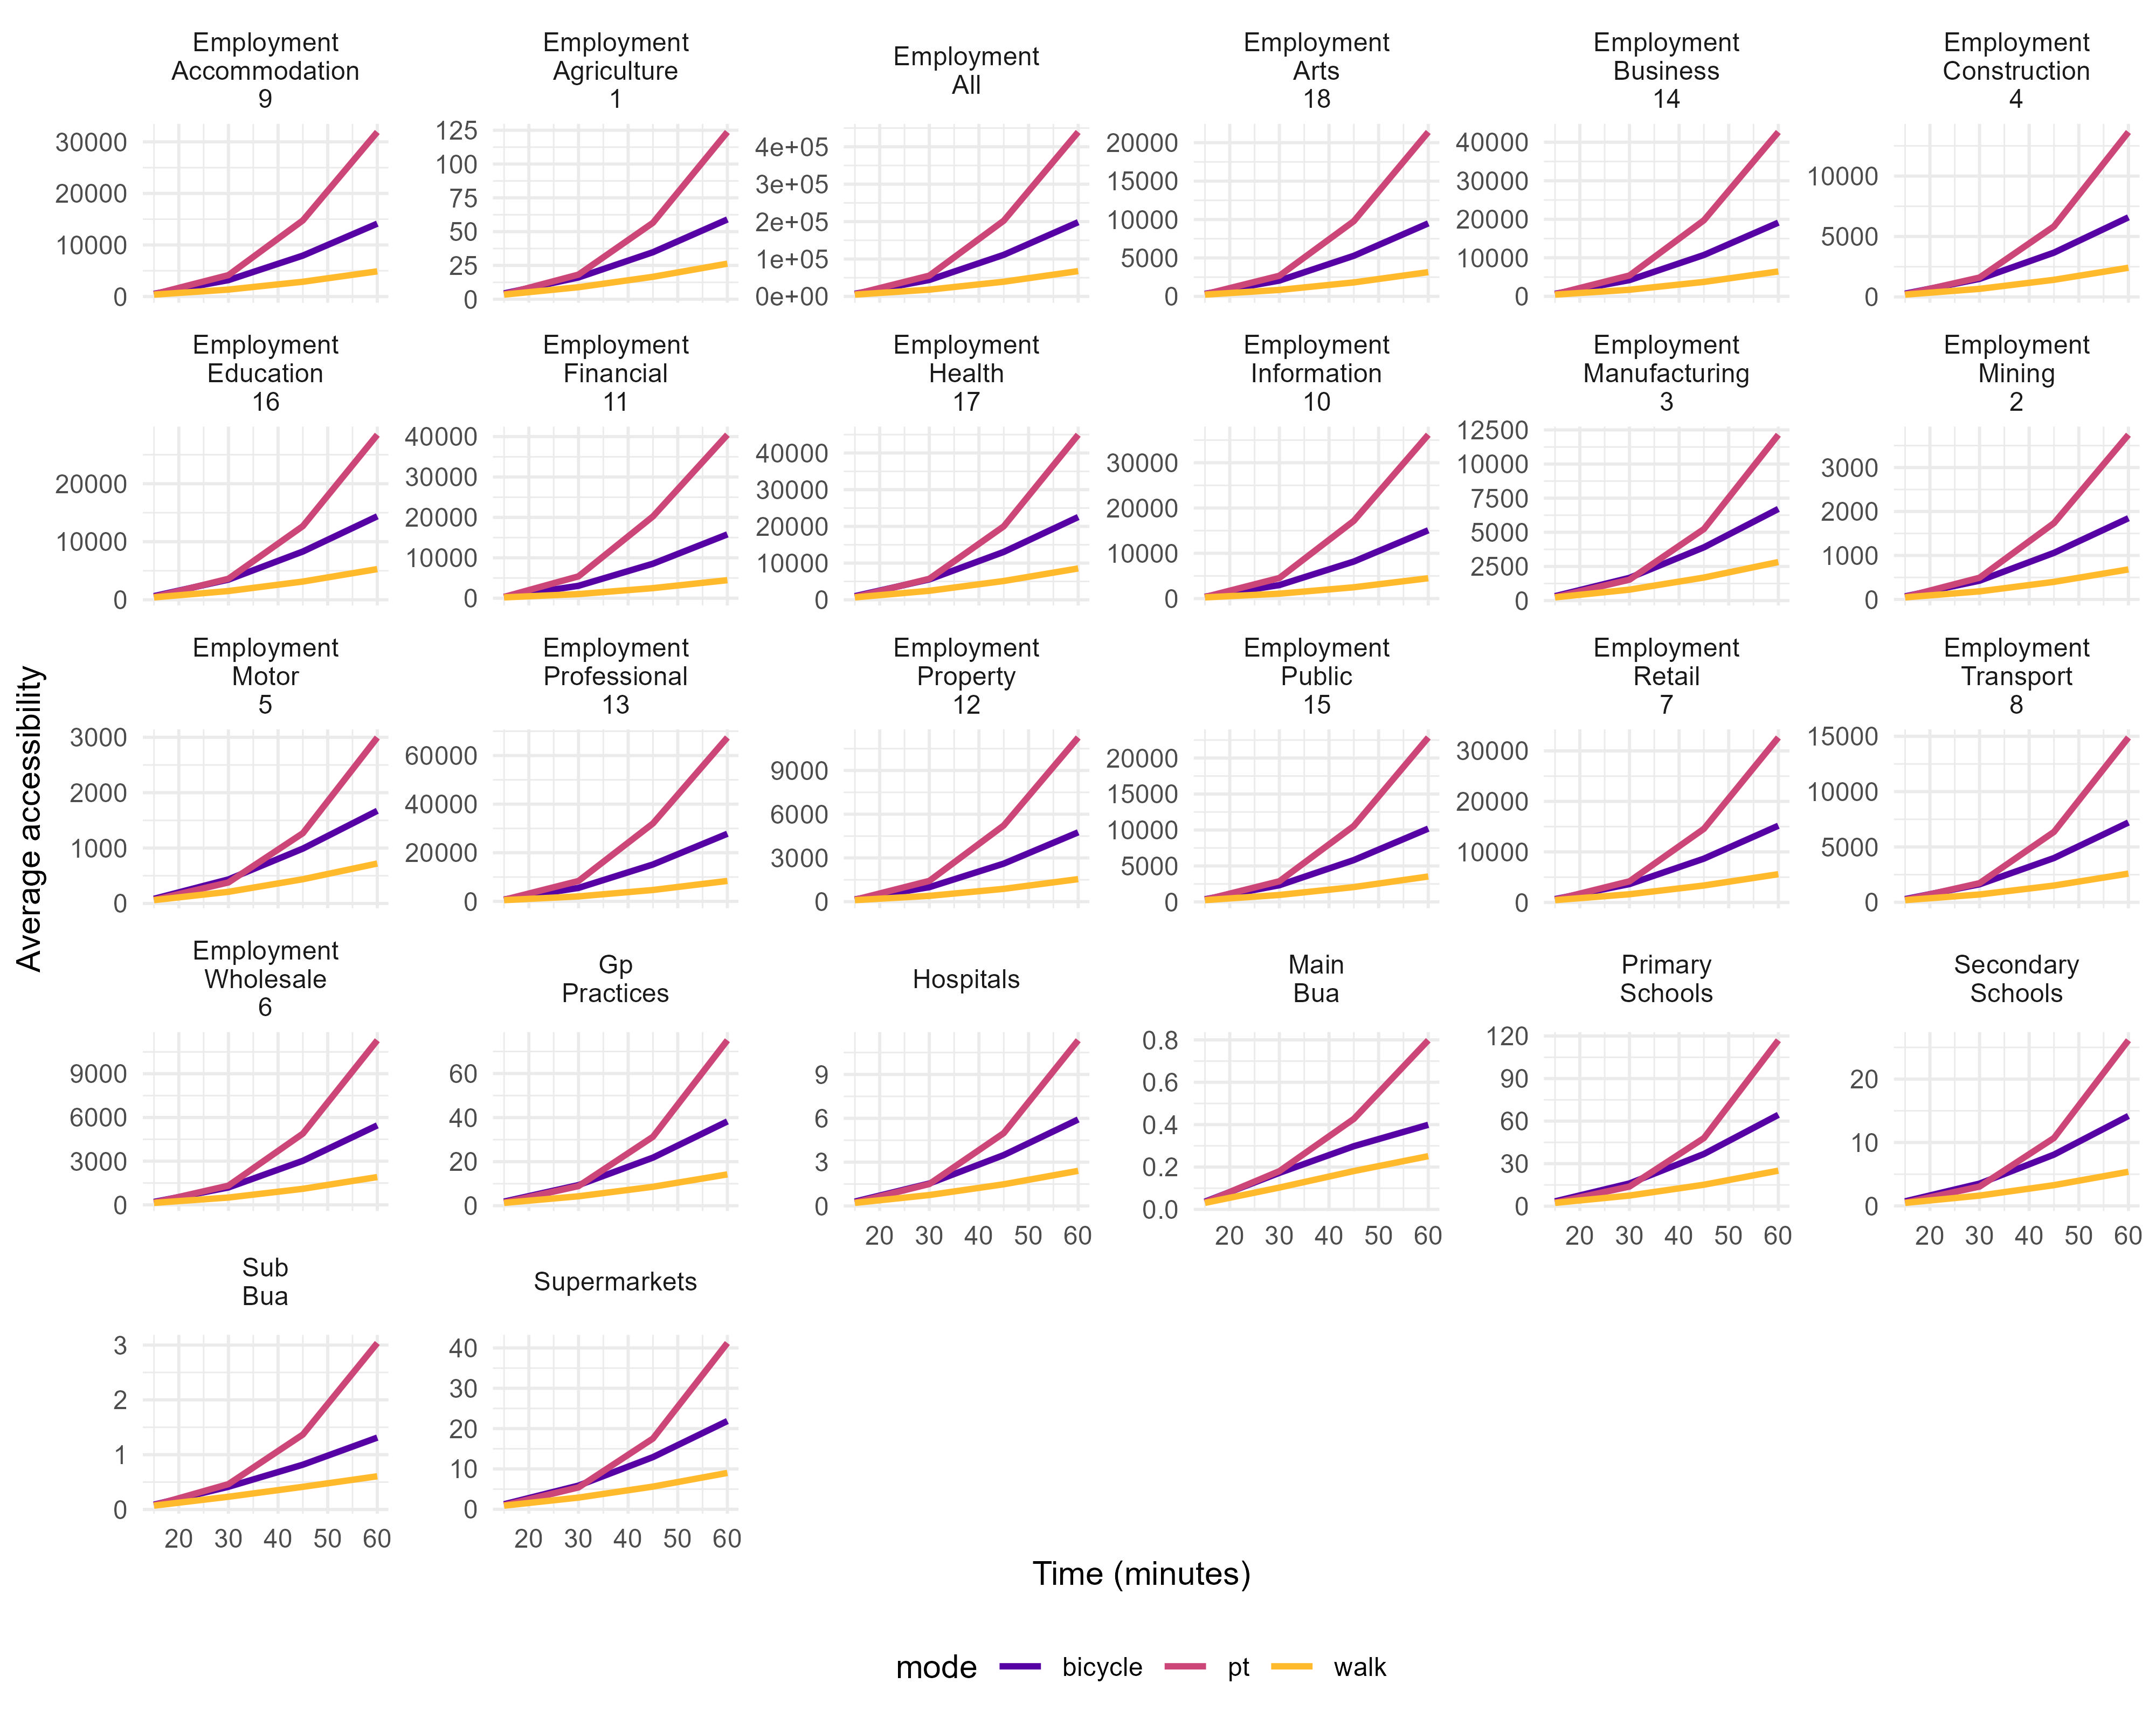 Employment Employment Employment Employment Employment Employment
Accommodation Agriculture All Arts Business Construction
9 1 18 14 4
125
30000 4e+05 20000 40000
100
20000 75 3e+05 15000 30000 10000
50 2e+05 10000 20000
10000 1e+05 5000 10000 5000
25
0 0 0e+00 0 0 0
Employment Employment Employment Employment Employment Employment
Education Financial Health Information Manufacturing Mining
16 11 17 10 3 2
40000 12500
20000 30000 40000 30000 10000 3000
30000 7500
20000 20000 20000 5000 2000
10000 10000 10000 10000 2500 1000
0 0 0 0 0 0
Employment Employment Employment Employment Employment Employment
Motor Professional Property Public Retail Transport
5 13 12 15 7 8
3000 60000 9000 20000 30000 15000
2000 40000 6000 15000 20000 10000
10000
1000 20000 3000 5000 10000 5000
0 0 0 0 0 0
Average accessibility
Employment Gp Hospitals Main Primary Secondary
Wholesale Practices Bua Schools Schools
6
0.8 120
9000 60 9 0.6 90 20
6000 40 6 0.4 60
3000 20 3 0.2 30 10
0 0 0 0.0 0 0
20 30 40 50 60 20 30 40 50 60 20 30 40 50 60 20 30 40 50 60
Sub Supermarkets
Bua
3 40
2 30
20
1 10
0 0
20 30 40 50 60 20 30 40 50 60
Time (minutes)
mode bicycle pt walk